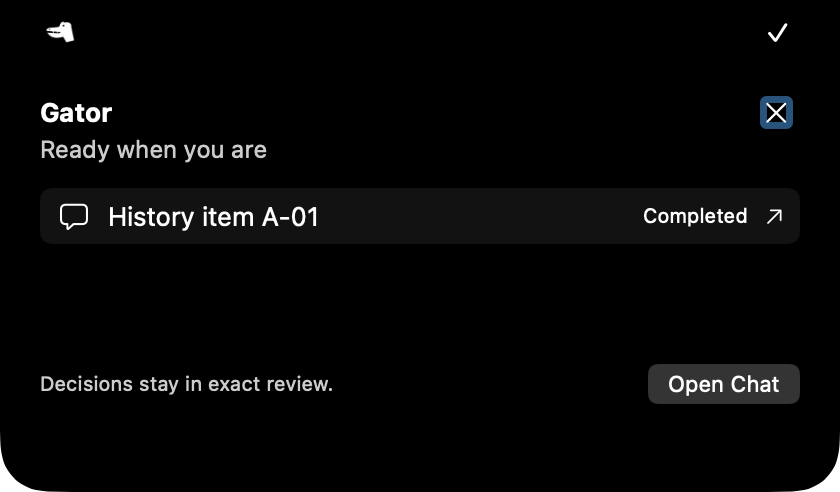 Gator
Ready when you are
History item A-01 Completed
Decisions stay in exact review. Open Chat